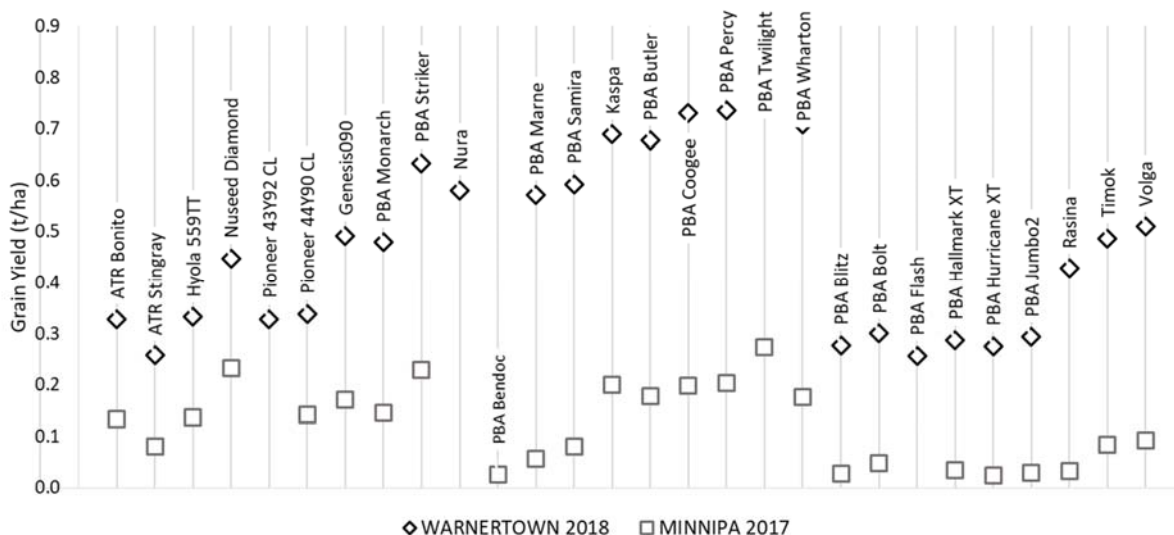 0.9
0.8
0.7
0.6
0.5
0.4
0.3
0.2
0.1
0.0
Grain Yield (t/ha)
ATR Bonito
ATR Stingray
Hyola 559TT
Nuseed Diamond
Pioneer 43Y92 CL
Pioneer 44Y90 CL
Genesis090
PBA Monarch
PBA Striker
Nura
PBA Bendoc
PBA Marne
PBA Samira
Kaspa
PBA Butler
PBA Coogee
PBA Percy
PBA Twilight
PBA Wharton
PBA Blitz
PBA Bolt
PBA Flash
PBA Hallmark XT
PBA Hurricane XT
PBA Jumbo2
Rasina
Timok
Volga
WARNERTOWN 2018 MINNIPA 2017